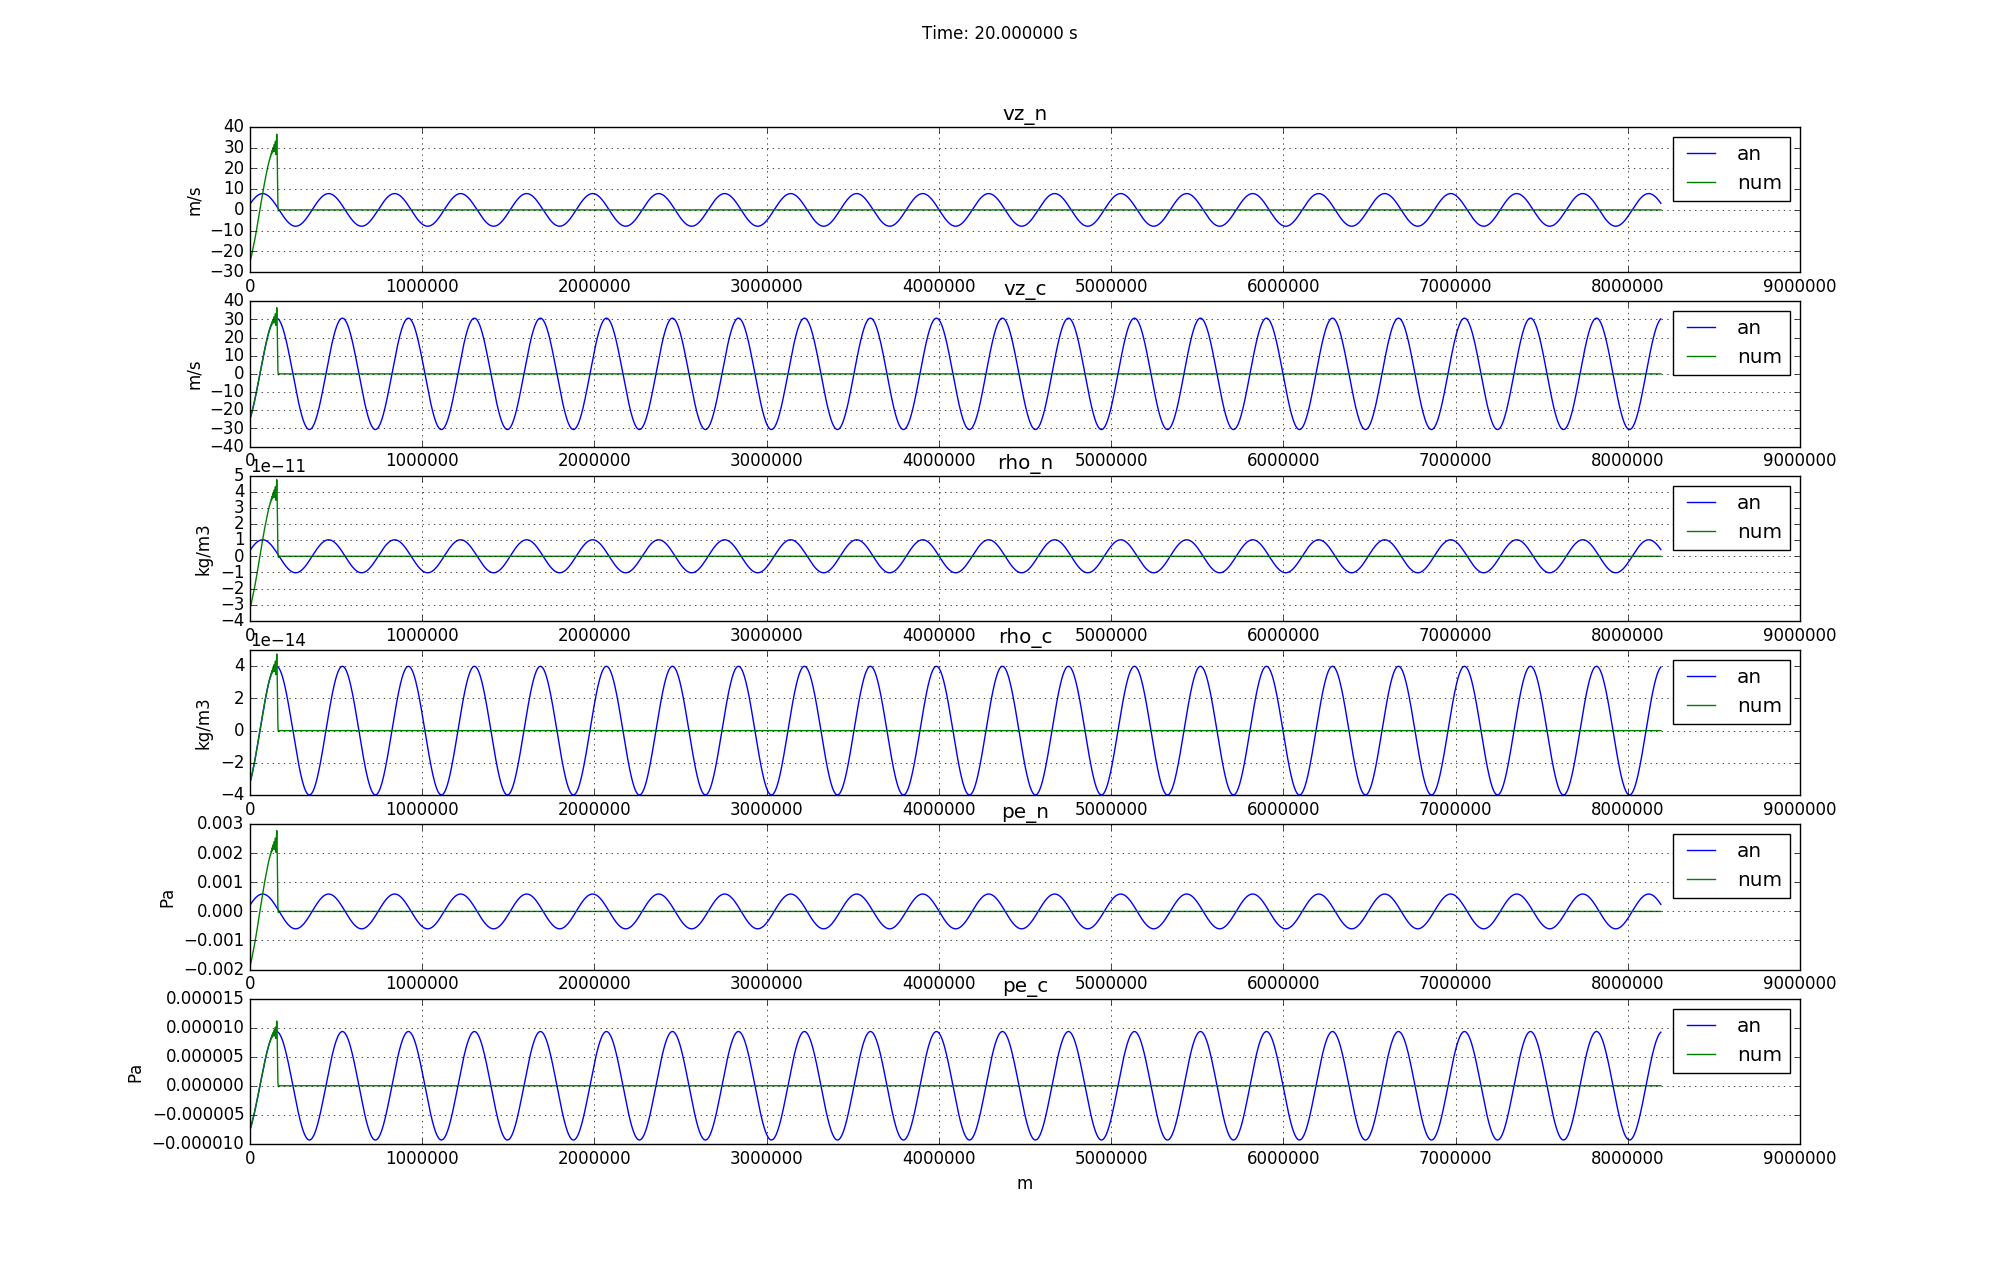 Time: 20.000000 s
vz_n
40
30
20
10
0
−10
−20
−30
m/s
an
num
0 1000000 2000000 3000000 4000000 5000000 6000000 7000000 8000000 9000000
vz_c
40
30
20
10
0
−10
−20
−30
−40
m/s
an
num
0 1000000 2000000 3000000 4000000 5000000 6000000 7000000 8000000 9000000
1e−11
rho_n
5
4
3
2
1
0
−1
−2
−3
−4
kg/m3
an
num
0 1000000 2000000 3000000 4000000 5000000 6000000 7000000 8000000 9000000
1e−14
rho_c
4
2
0
−2
−4
kg/m3
an
num
0 1000000 2000000 3000000 4000000 5000000 6000000 7000000 8000000 9000000
pe_n
0.003
0.002
0.001
0.000
−0.001
−0.002
Pa
an
num
0 1000000 2000000 3000000 4000000 5000000 6000000 7000000 8000000 9000000
pe_c
0.000015
0.000010
0.000005
0.000000
−0.000005
−0.000010
Pa
an
num
0 1000000 2000000 3000000 4000000 5000000 6000000 7000000 8000000 9000000
m